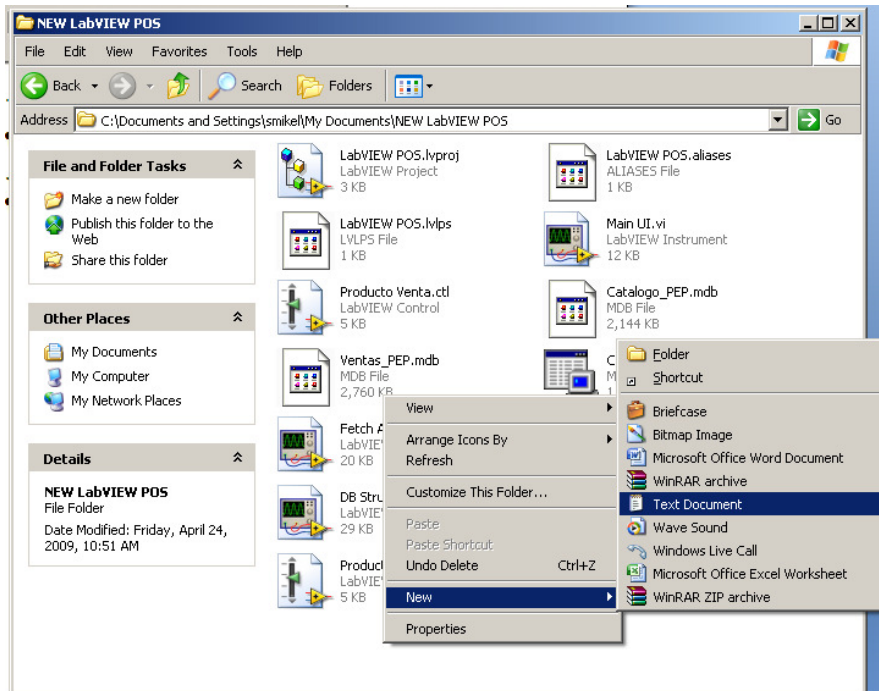 NEW LabVIEW POS
File Edit View Favorites Tools Help
Back Search Folders
Address C:\Documents and Settings\smikel\My Documents\NEW LabVIEW POS Go
File and Folder Tasks
Make a new folder
Publish this folder to the
Web
Share this folder
Other Places
My Documents
My Computer
My Network Places
Details
NEW LabVIEW POS
File Folder
Date Modified: Friday, April 24,
2009, 10:51 AM
LabVIEW POS.lvproj
LabVIEW Project
3 KB
LabVIEW POS.aliases
ALIASES File
1 KB
LabVIEW POS.lvlps
LVLPS File
1 KB
Main UI.vi
LabVIEW Instrument
12 KB
Producto Venta.ctl
LabVIEW Control
5 KB
Catalogo_PEP.mdb
MDB File
2,144 KB
Ventas_PEP.mdb
MDB File
2,760 KB
C
M
1
Fetch A
LabVIE
20 KB
DB Stru
LabVIE
29 KB
Product
LabVIE
5 KB
View
Arrange Icons By
Refresh
Customize This Folder...
Paste
Paste Shortcut
Undo Delete Ctrl+Z
New
Properties
Folder
Shortcut
Briefcase
Bitmap Image
Microsoft Office Word Document
WinRAR archive
Text Document
Wave Sound
Windows Live Call
Microsoft Office Excel Worksheet
WinRAR ZIP archive